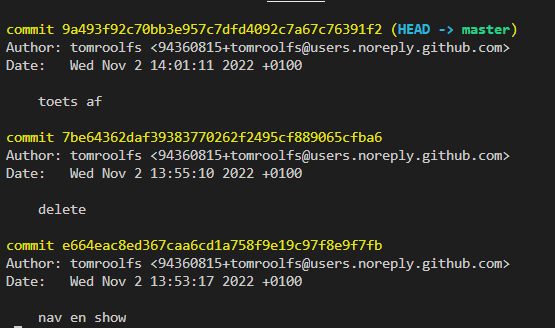 commit 9a493f92c70bb3e957c7dfd4092c7a67c76391f2 (HEAD -> master)
Author: tomroolfs <94360815+tomroolfs@users.noreply.github.com>
Date:   Wed Nov 2 14:01:11 2022 +0100
toets af
commit 7be64362daf39383770262f2495cf889065cfba6
Author: tomroolfs <94360815+tomroolfs@users.noreply.github.com>
Date:   Wed Nov 2 13:55:10 2022 +0100
delete
commit e664eac8ed367caa6cd1a758f9e19c97f8e9f7fb
Author: tomroolfs <94360815+tomroolfs@users.noreply.github.com>
Date:   Wed Nov 2 13:53:17 2022 +0100
nav en show